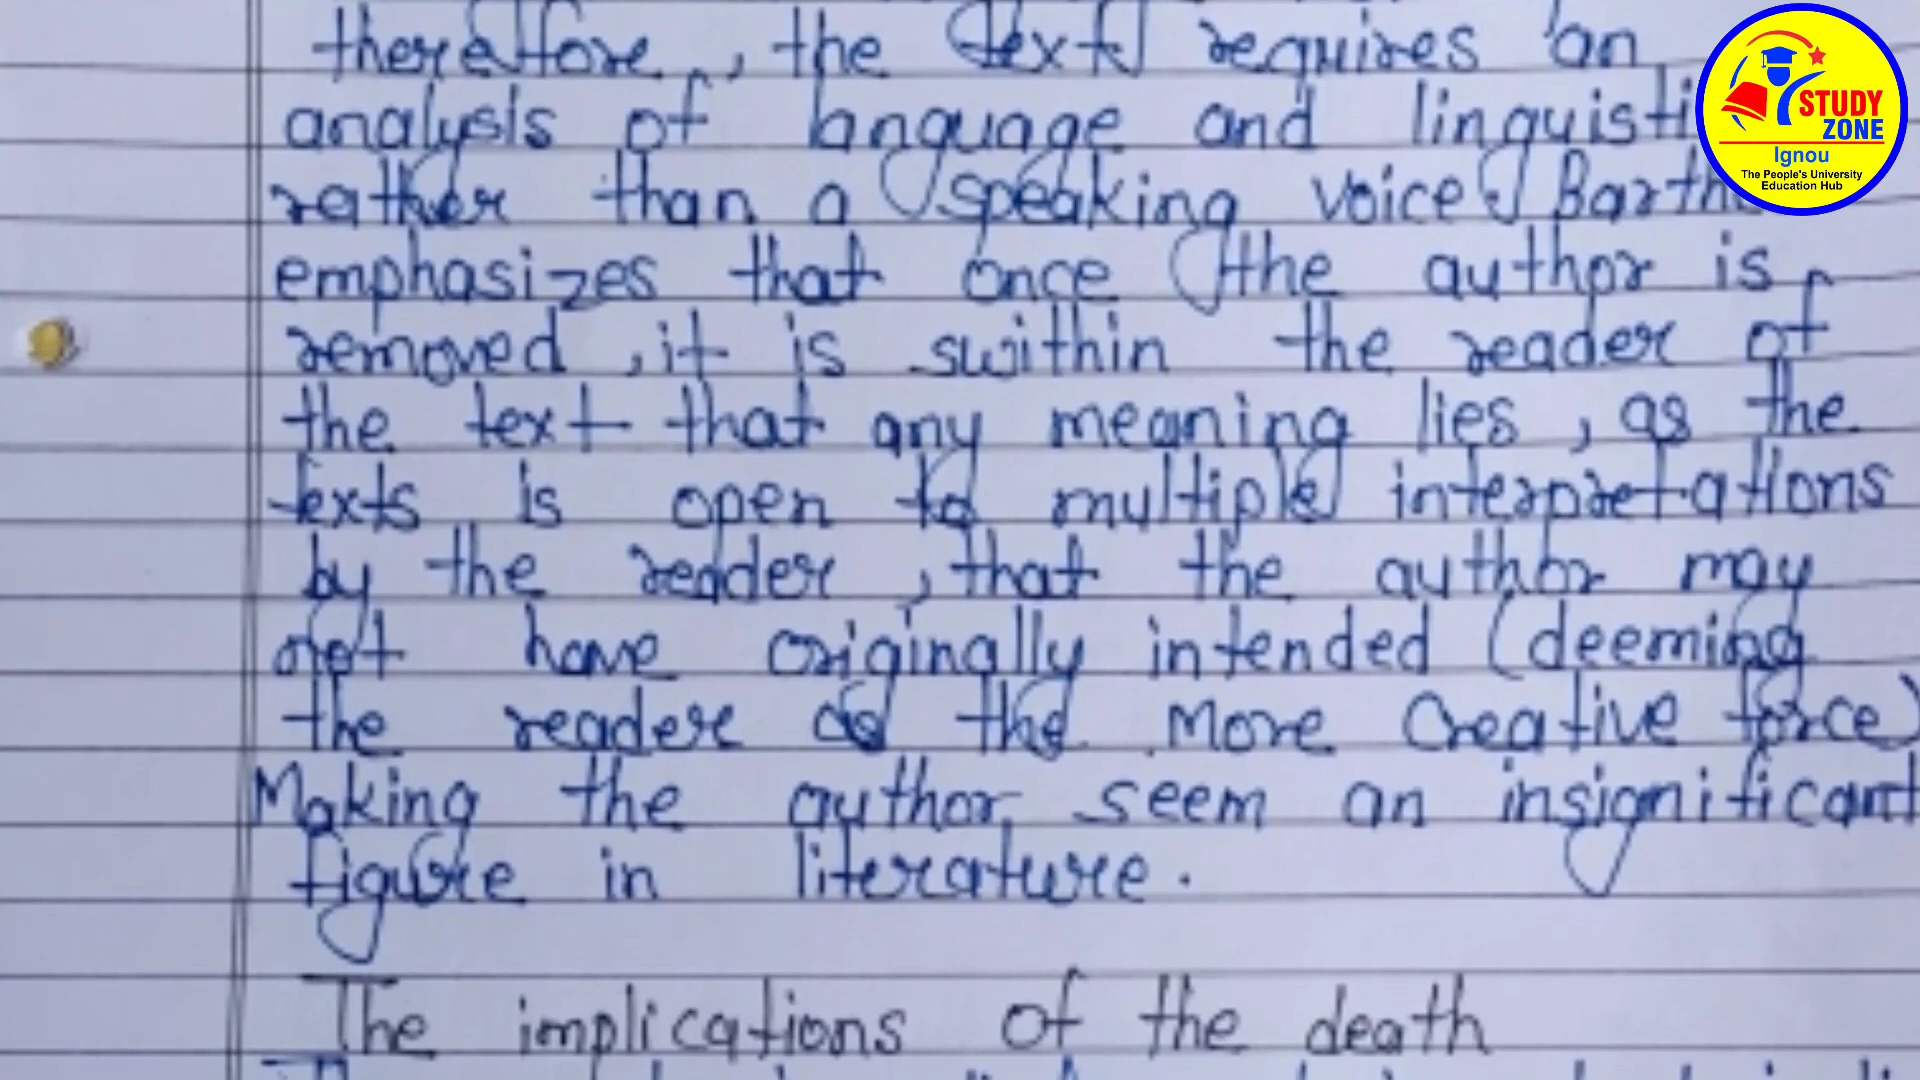 therefore, the text requires an
analysis of language and linguisti
rather than a speaking voice. Barthe
emphasizes that once the author is
removed, it is swithin the reader of
the text that any meaning lies, as the
texts is open to multiple interpretations
by the reader, that the author may
not have originally intended (deeming
the reader as the more creative force)
Making the author seem an insignificant
figure in literature.
The implications of the death
STUDY
ZONE
Ignou
The People's University
Education Hub